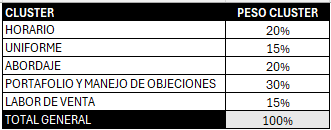 CLUSTER PESO CLUSTER
HORARIO 20%
UNIFORME 15%
ABORDAJE 20%
PORTAFOLIO Y MANEJO DE OBJECIONES 30%
LABOR DE VENTA 15%
TOTAL GENERAL 100%